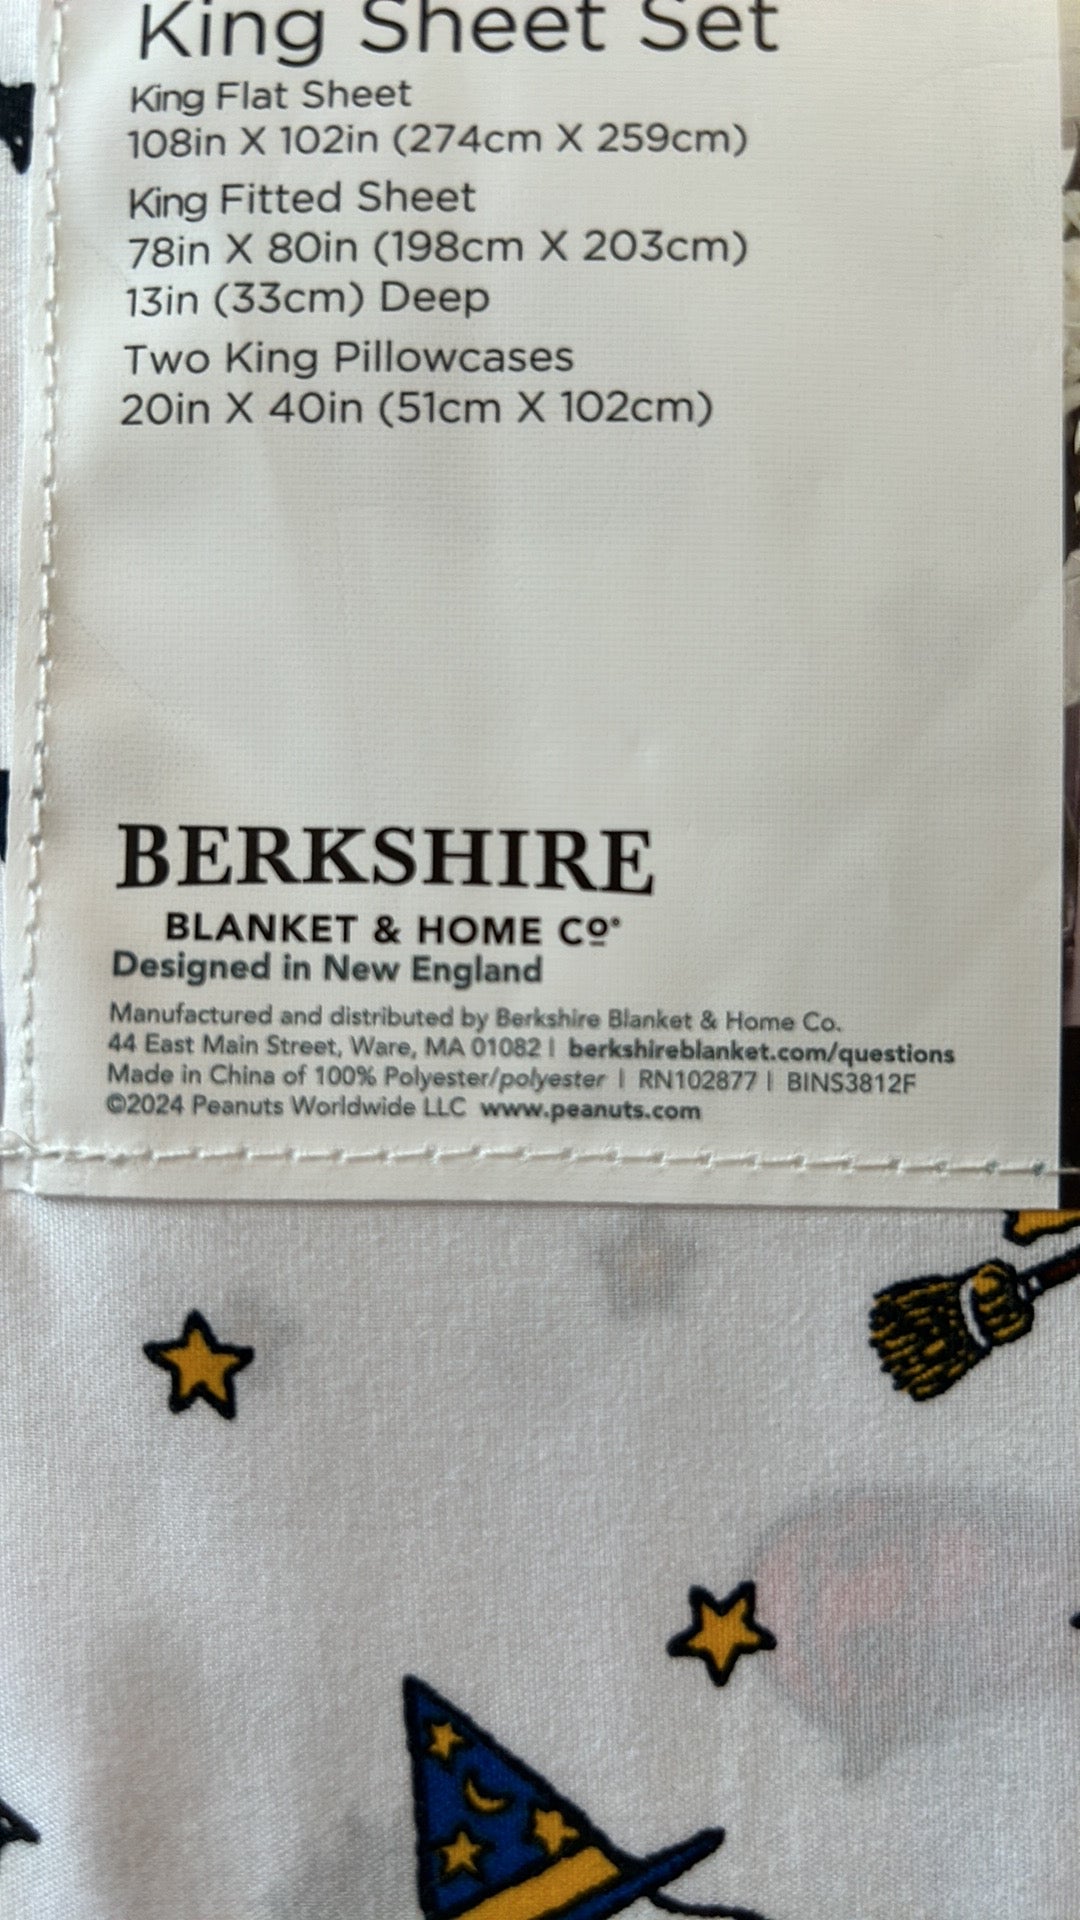 King Sheet Set
King Flat Sheet
108in X 102in (274cm X 259cm)
King Fitted Sheet
78in X 80in (198cm X 203cm)
13in (33cm) Deep
Two King Pillowcases
20in X 40in (51cm X 102cm)
BERKSHIRE
BLANKET & HOME Cº®
Designed in New England
Manufactured and distributed by Berkshire Blanket & Home Co.
44 East Main Street, Ware, MA 01082 | berkshireblanket.com/questions
Made in China of 100% Polyester/polyester | RN102877 | BINS3812F
©2024 Peanuts Worldwide LLC www.peanuts.com